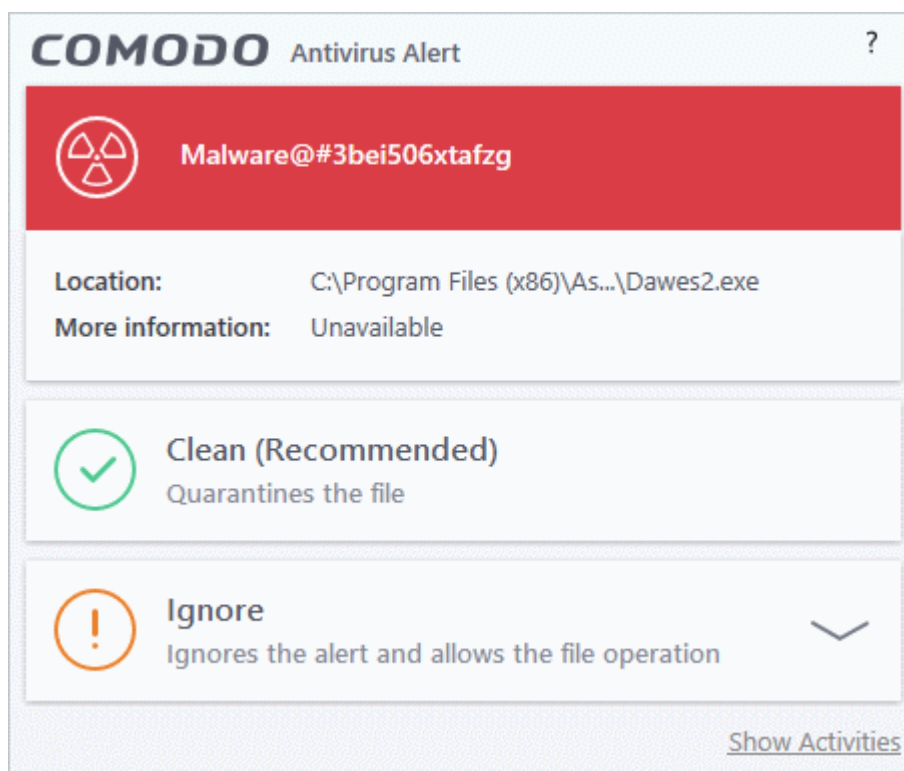 COMODO Antivirus Alert ?
Malware@#3bei506xtafzg
Location: C:\Program Files (x86)\As...\Dawes2.exe
More information: Unavailable
Clean (Recommended)
Quarantines the file
Ignore
Ignores the alert and allows the file operation
Show Activities